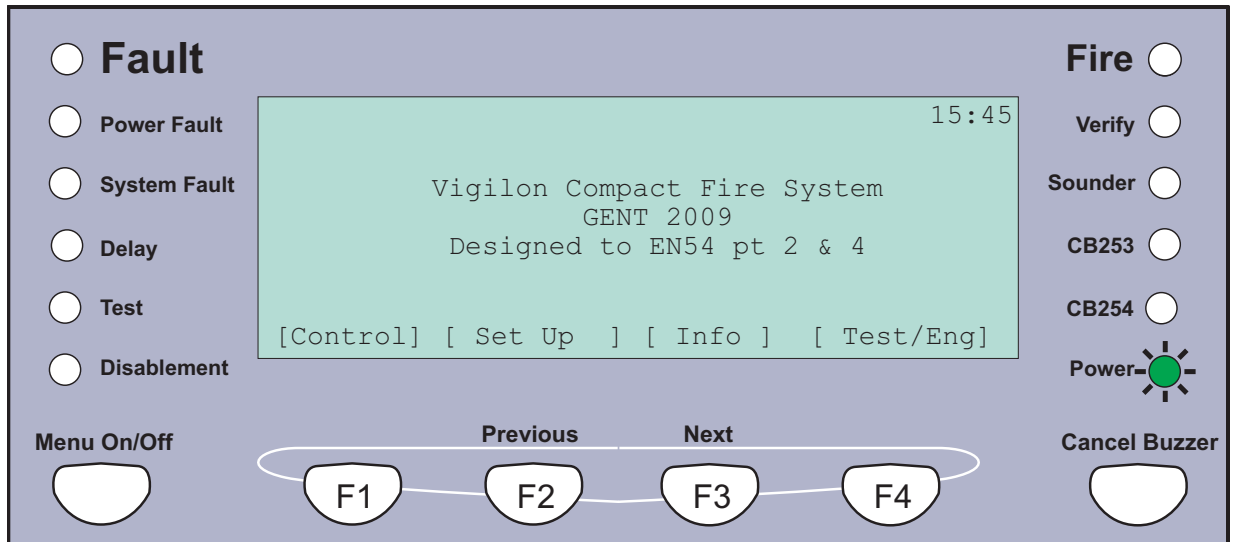 Fault
Power Fault
System Fault
Delay
Test
Disablement
15:45
Vigilon Compact Fire System
GENT 2009
Designed to EN54 pt 2 & 4
[Control] [ Set Up ] [ Info ] [ Test/Eng]
Fire
Verify
Sounder
CB253
CB254
Power
Menu On/Off
Previous
Next
Cancel Buzzer
F1
F2
F3
F4